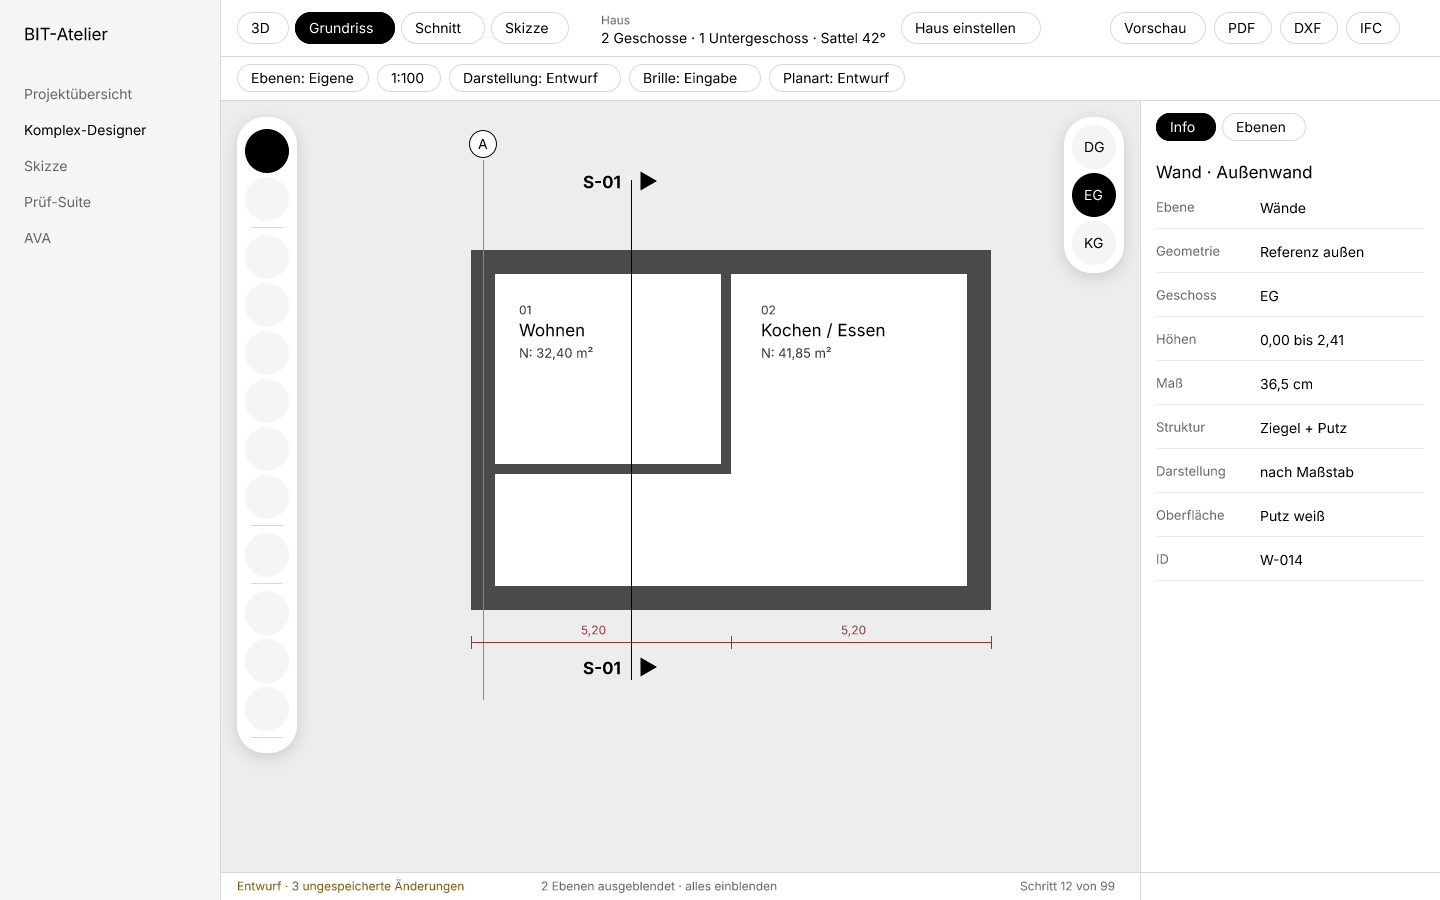 BIT-Atelier
Projektübersicht
Komplex-Designer
Skizze
Prüf-Suite
AVA
3D
Grundriss
Schnitt
Skizze
Haus
2 Geschosse · 1 Untergeschoss · Sattel 42°
Haus einstellen
Vorschau
PDF
DXF
IFC
Ebenen: Eigene
1:100
Darstellung: Entwurf
Brille: Eingabe
Planart: Entwurf
A
S-01
01
Wohnen
N: 32,40 m²
02
Kochen / Essen
N: 41,85 m²
5,20
5,20
S-01
DG
EG
KG
Info
Ebenen
Wand · Außenwand
Ebene Wände
Geometrie Referenz außen
Geschoss EG
Höhen 0,00 bis 2,41
Maß 36,5 cm
Struktur Ziegel + Putz
Darstellung nach Maßstab
Oberfläche Putz weiß
ID W-014
Entwurf · 3 ungespeicherte Änderungen
2 Ebenen ausgeblendet · alles einblenden
Schritt 12 von 99